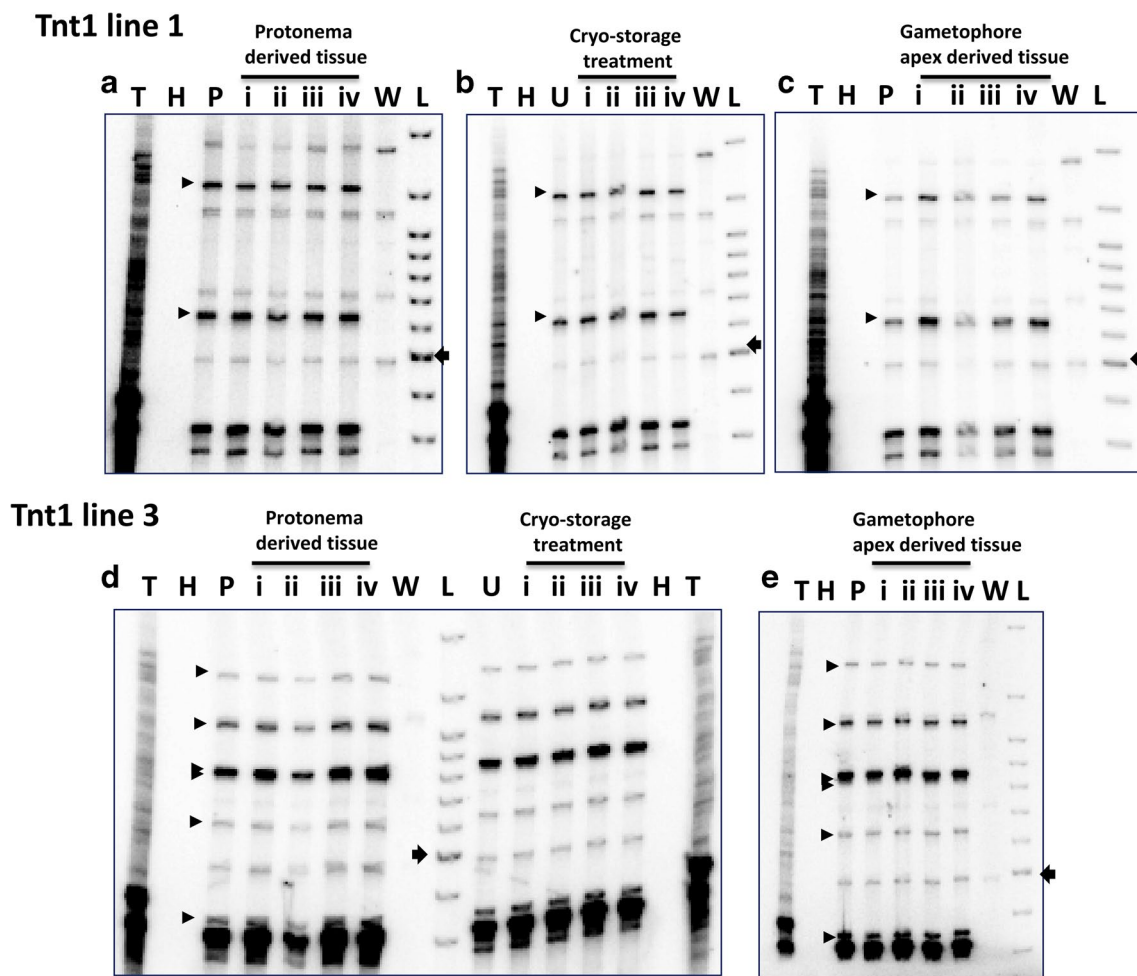 Tnt1 line 1
Protonema
derived tissue
a T H P i ii iii iv W L
Cryo-storage
treatment
b T H U i ii iii iv W L
Gametophore
apex derived tissue
c T H P i ii iii iv W L
Tnt1 line 3
Protonema
derived tissue
Cryo-storage
treatment
d T H P i ii iii iv W L U i ii iii iv H T
Gametophore
apex derived tissue
e T H P i ii iii iv W L